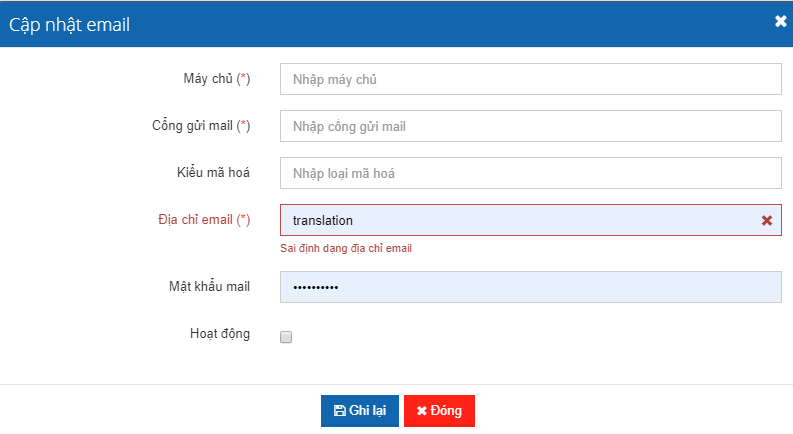 Cập nhật email
Máy chủ (*) Nhập máy chủ
Cổng gửi mail (*) Nhập cổng gửi mail
Kiểu mã hoá Nhập loại mã hoá
Địa chỉ email (*) translation
Sai định dạng địa chỉ email
Mật khẩu mail ••••••••••
Hoạt động
Ghi lại Đóng